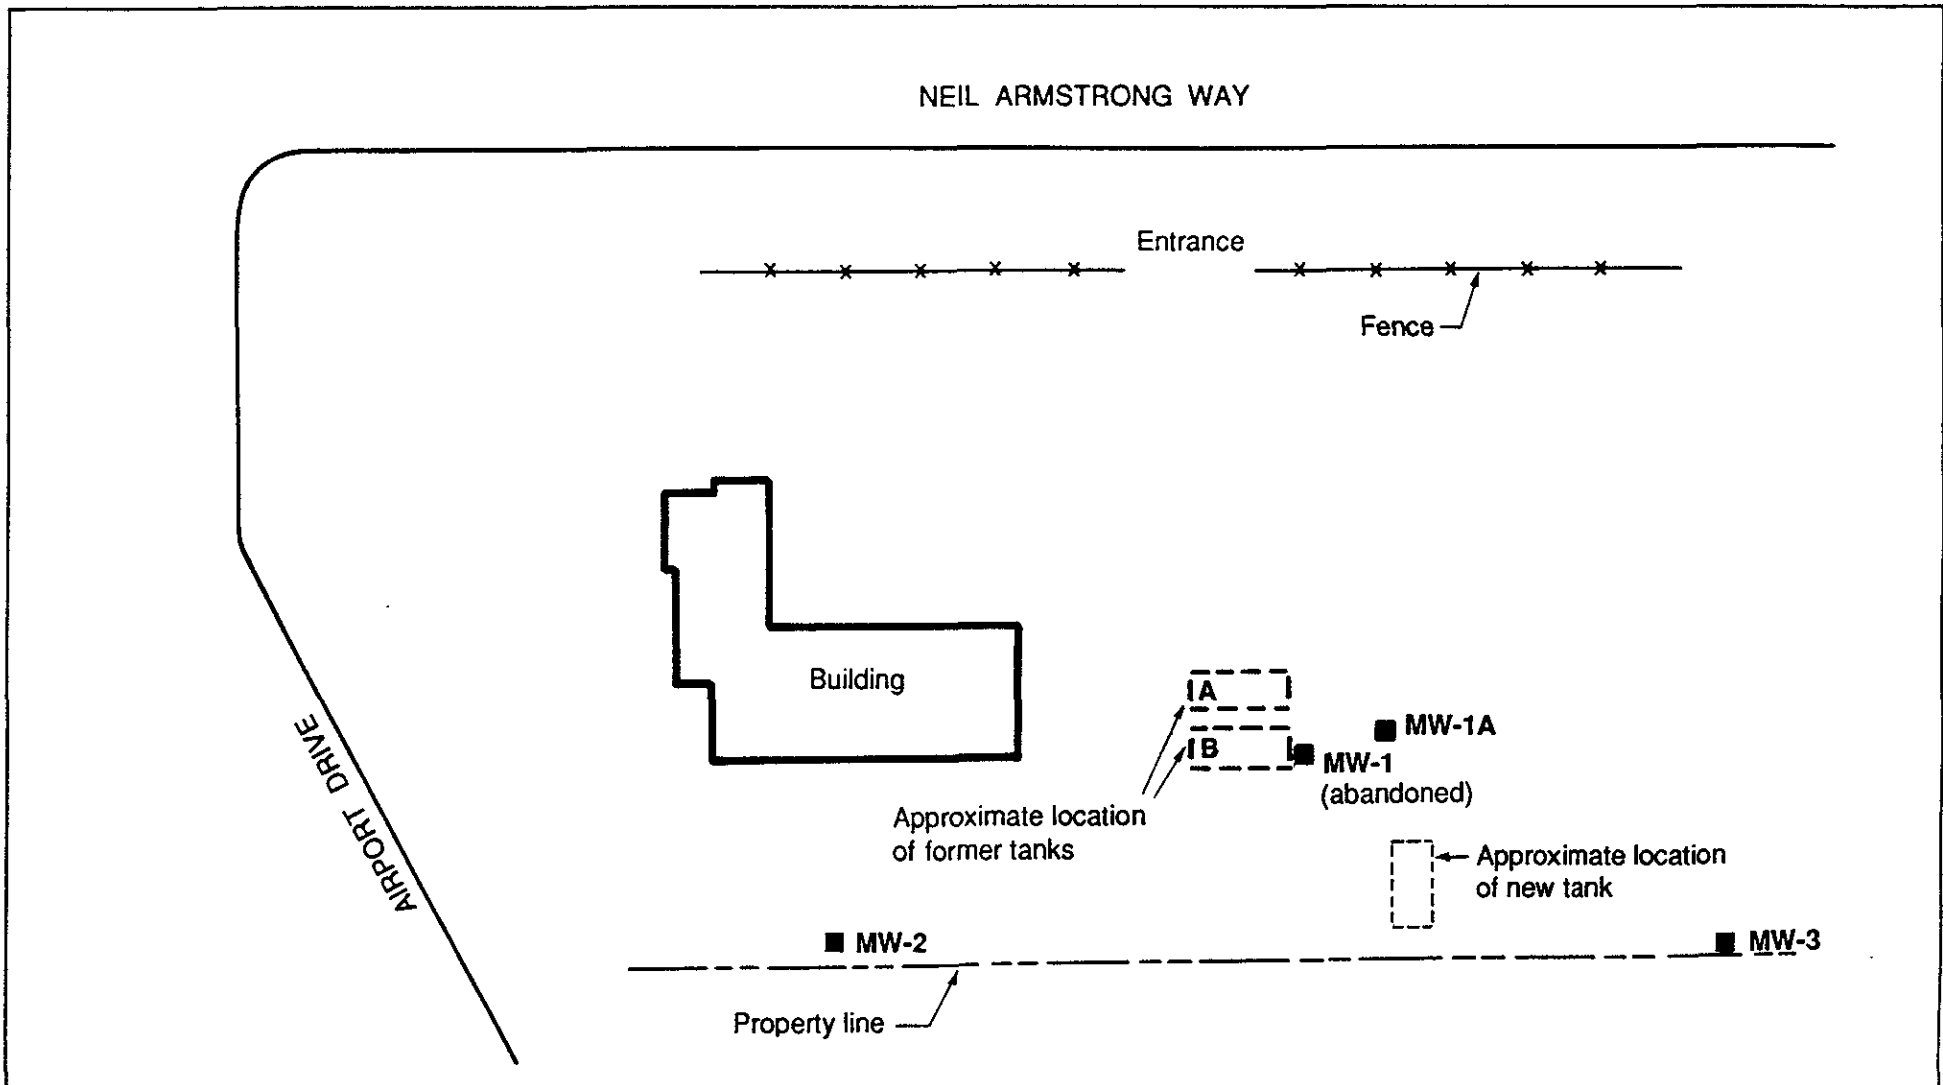 NEIL ARMSTRONG WAY
Entrance
Fence
Building
A
B
MW-1A
MW-1
(abandoned)
AIRPORT DRIVE
Approximate location
of former tanks
Approximate location
of new tank
MW-2
MW-3
Property line